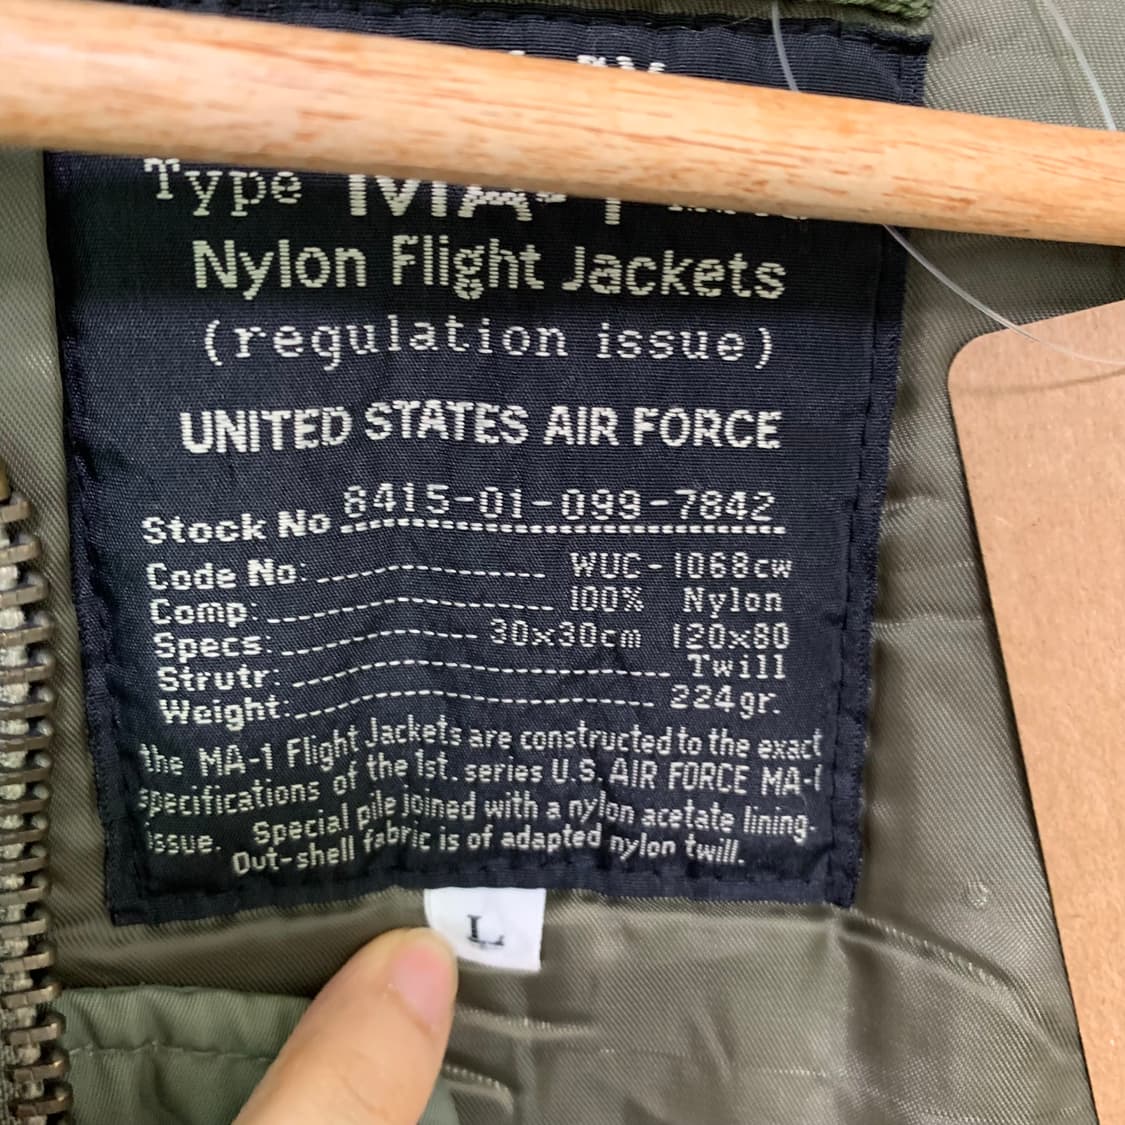 Type MA-1
Nylon Flight Jackets
(regulation issue)
UNITED STATES AIR FORCE
Stock No 8415-01-099-7842
Code No: WUC-1068cw
Comp: 100% Nylon
Specs: 30x30cm 120x80
Strutr: Twill
Weight: 224gr.
the MA-1 Flight Jackets are constructed to the exact
specifications of the 1st. series U.S. AIR FORCE MA-1
issue. Special pile joined with a nylon acetate lining.
Out-shell fabric is of adapted nylon twill.
L